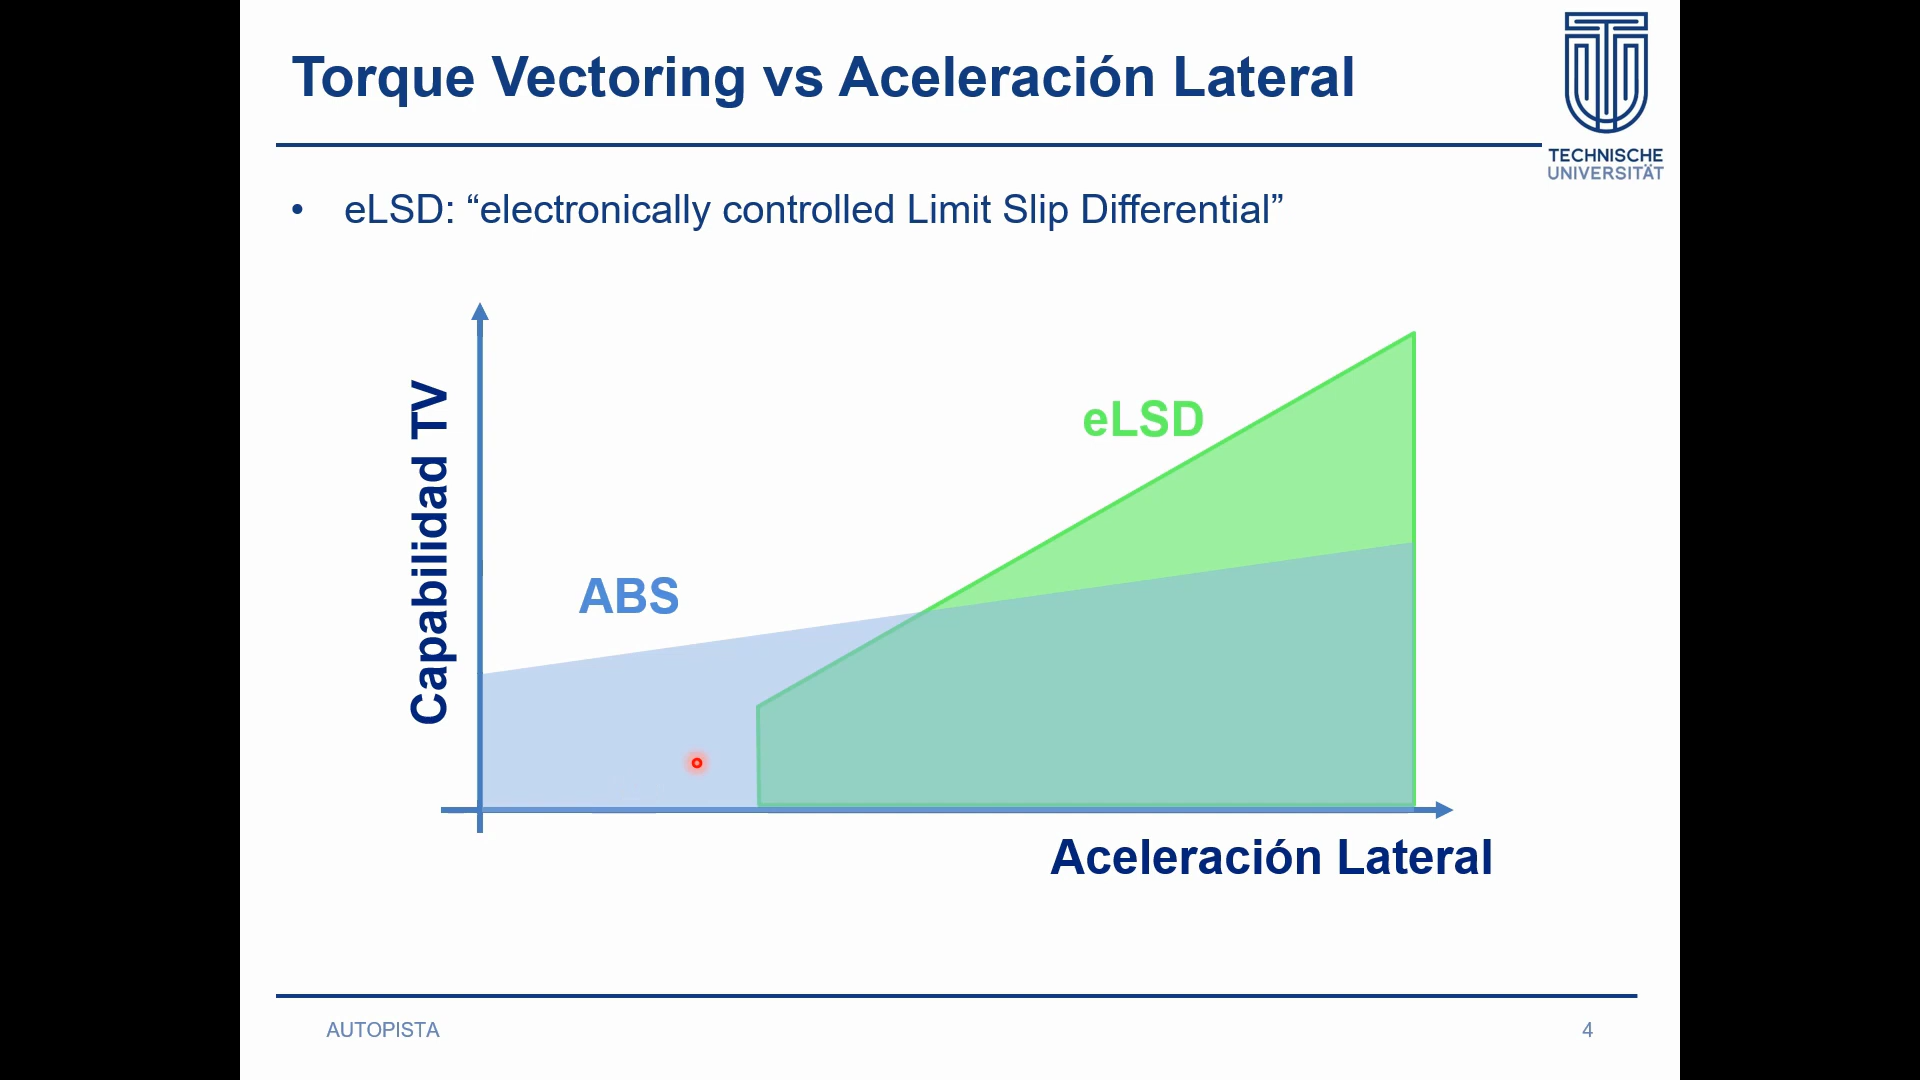 Torque Vectoring vs Aceleración Lateral
TECHNISCHE
UNIVERSITÄT
• eLSD: “electronically controlled Limit Slip Differential”
Capabilidad TV
eLSD
ABS
Aceleración Lateral
AUTOPISTA
4